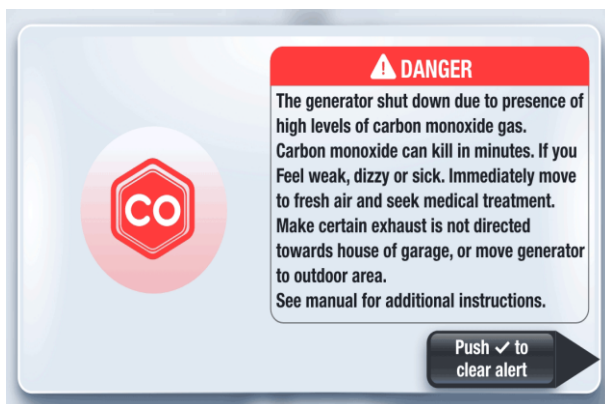 CO
DANGER
The generator shut down due to presence of
high levels of carbon monoxide gas.
Carbon monoxide can kill in minutes. If you
Feel weak, dizzy or sick. Immediately move
to fresh air and seek medical treatment.
Make certain exhaust is not directed
towards house of garage, or move generator
to outdoor area.
See manual for additional instructions.
Push ✓ to
clear alert